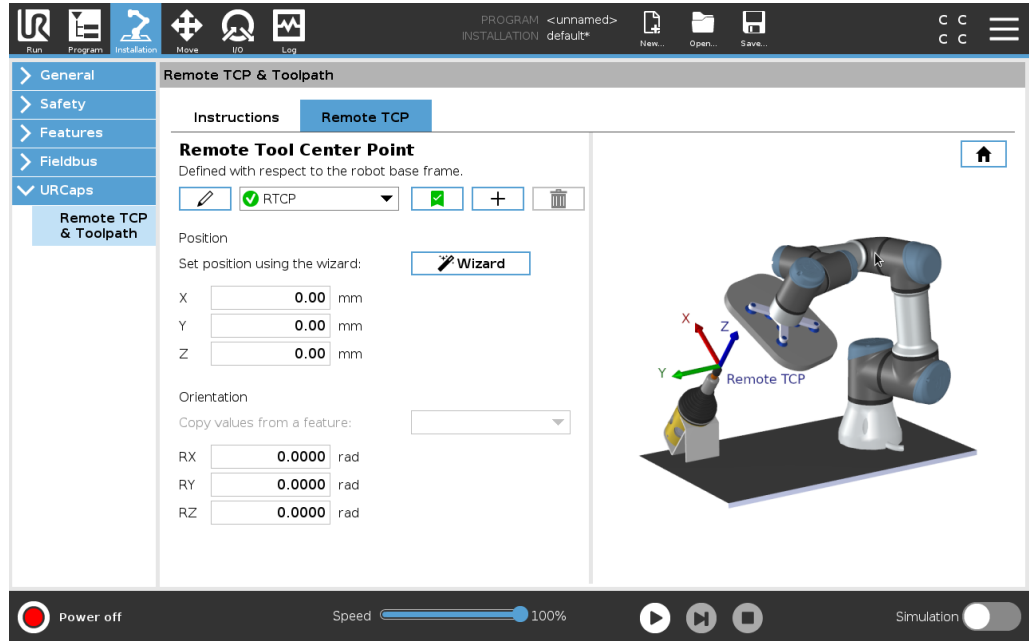 PROGRAM <unnamed>
INSTALLATION default*
UR
Run Program Installation Move I/O Log New... Open... Save...
C C
C C
General
Safety
Features
Fieldbus
URCaps
Remote TCP
& Toolpath
Remote TCP & Toolpath
Instructions Remote TCP
Remote Tool Center Point
Defined with respect to the robot base frame.
RTCP
Position
Set position using the wizard: Wizard
X 0.00 mm
Y 0.00 mm
Z 0.00 mm
Orientation
Copy values from a feature:
RX 0.0000 rad
RY 0.0000 rad
RZ 0.0000 rad
X
Z
Y
Remote TCP
Power off Speed 100% Simulation